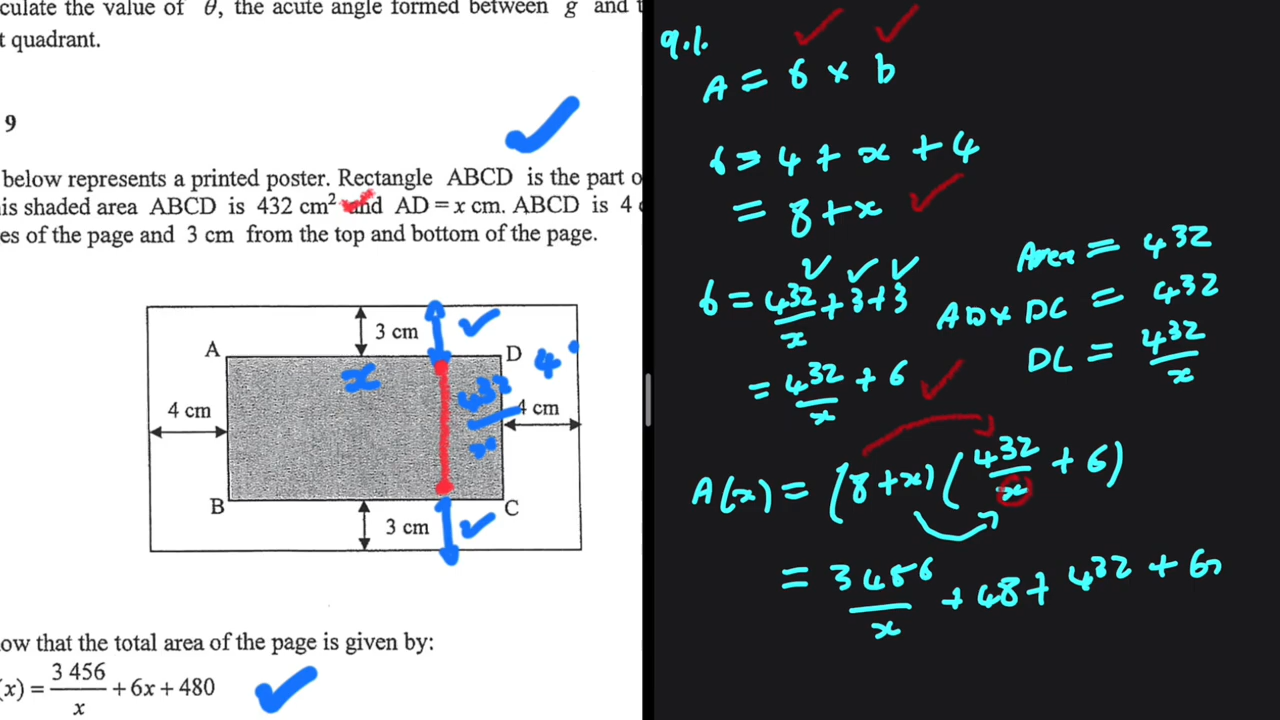 culate the value of θ, the acute angle formed between g and t
t quadrant.
9
below represents a printed poster. Rectangle ABCD is the part o
is shaded area ABCD is 432 cm² and AD = x cm. ABCD is 4 c
es of the page and 3 cm from the top and bottom of the page.
3 cm
A
D
x
4
432
x
4 cm
4 cm
B
C
3 cm
ow that the total area of the page is given by:
(x) = 3 456/x + 6x + 480
9.1.
A = 6 × b
6 = 4 + x + 4
= 8 + x
6 = 432/x + 3 + 3
= 432/x + 6
Area = 432
AD × DC = 432
DC = 432/x
A(x) = (8 + x)(432/x + 6)
= 3456/x + 48 + 432 + 6x